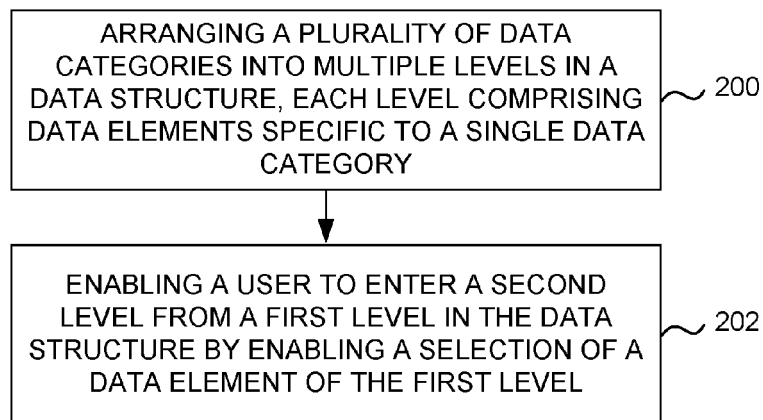 ARRANGING A PLURALITY OF DATA
CATEGORIES INTO MULTIPLE LEVELS IN A
DATA STRUCTURE, EACH LEVEL COMPRISING
DATA ELEMENTS SPECIFIC TO A SINGLE DATA
CATEGORY
200
ENABLING A USER TO ENTER A SECOND
LEVEL FROM A FIRST LEVEL IN THE DATA
STRUCTURE BY ENABLING A SELECTION OF A
DATA ELEMENT OF THE FIRST LEVEL
202